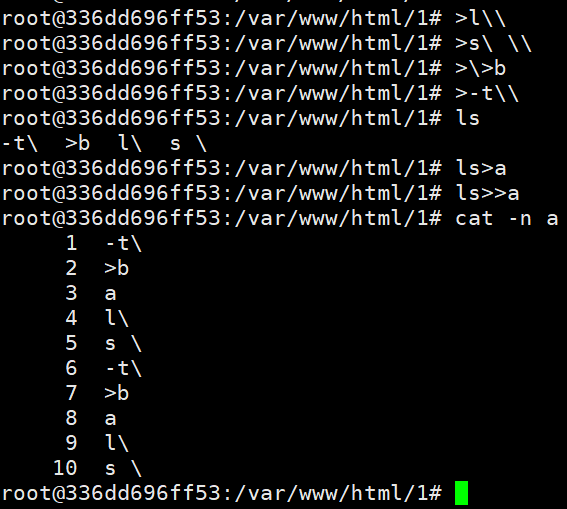 root@336dd696ff53:/var/www/html/1# >l\\
root@336dd696ff53:/var/www/html/1# >s\ \\
root@336dd696ff53:/var/www/html/1# >\>b
root@336dd696ff53:/var/www/html/1# >-t\\
root@336dd696ff53:/var/www/html/1# ls
-t\  >b  l\  s \
root@336dd696ff53:/var/www/html/1# ls>a
root@336dd696ff53:/var/www/html/1# ls>>a
root@336dd696ff53:/var/www/html/1# cat -n a
     1  -t\
     2  >b
     3  a
     4  l\
     5  s \
     6  -t\
     7  >b
     8  a
     9  l\
    10  s \
root@336dd696ff53:/var/www/html/1#